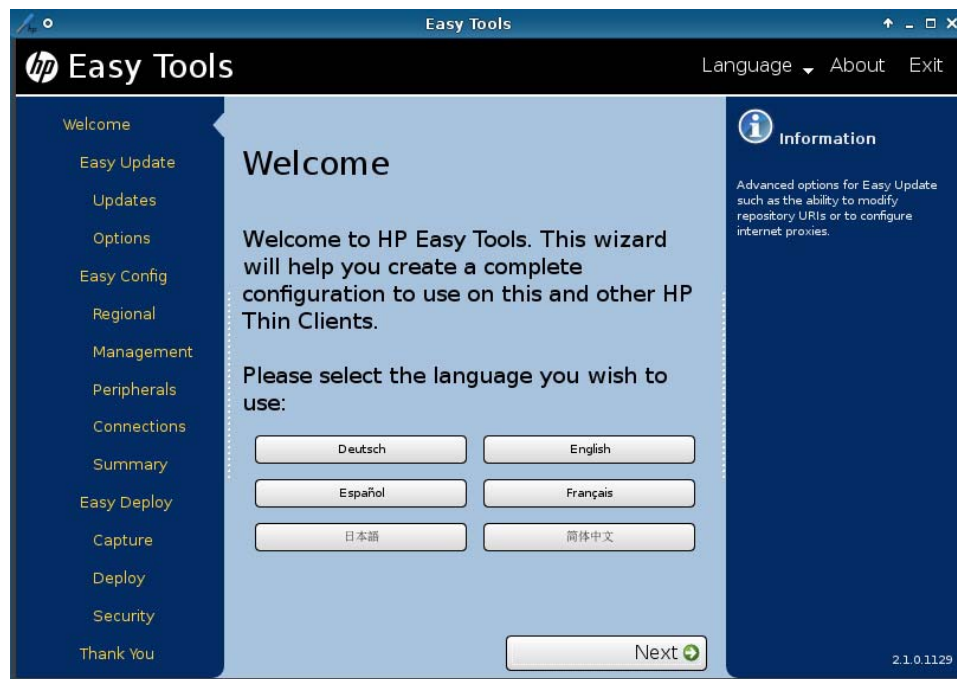 Easy Tools
hp Easy Tools
Language About Exit
Welcome
Easy Update
Updates
Options
Easy Config
Regional
Management
Peripherals
Connections
Summary
Easy Deploy
Capture
Deploy
Security
Thank You
Welcome
Welcome to HP Easy Tools. This wizard
will help you create a complete
configuration to use on this and other HP
Thin Clients.
Please select the language you wish to
use:
Deutsch
English
Español
Français
日本語
简体中文
Next
Information
Advanced options for Easy Update
such as the ability to modify
repository URIs or to configure
internet proxies.
2.1.0.1129